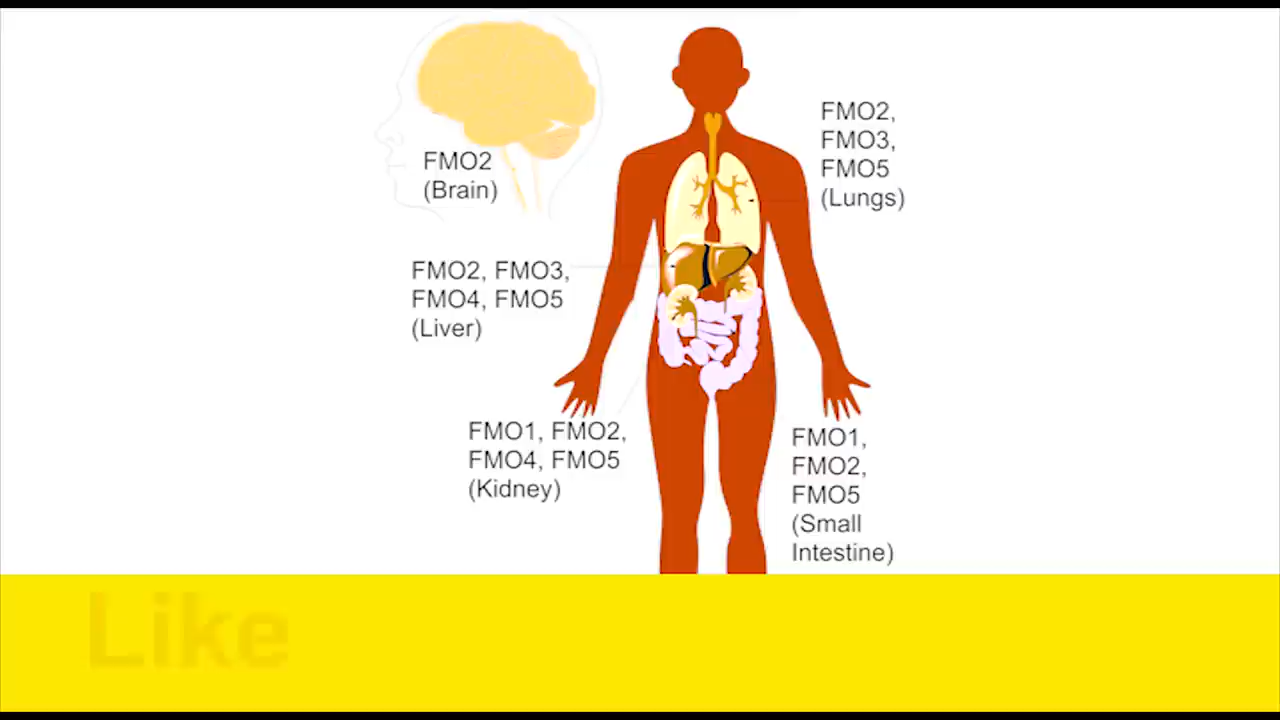 FMO2
(Brain)
FMO2,
FMO3,
FMO5
(Lungs)
FMO2, FMO3,
FMO4, FMO5
(Liver)
FMO1, FMO2,
FMO4, FMO5
(Kidney)
FMO1,
FMO2,
FMO5
(Small
Intestine)
Like